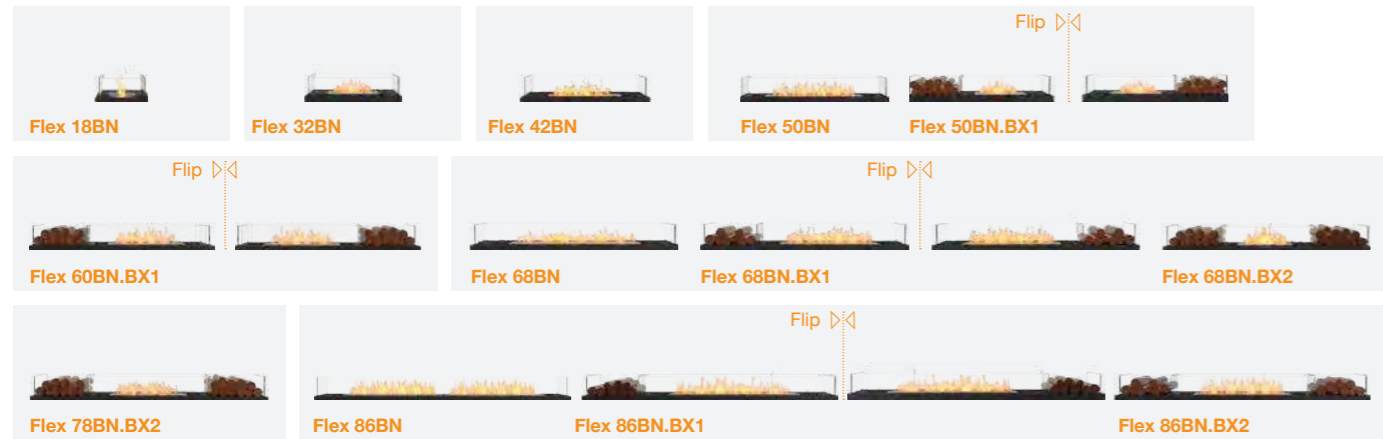 Flip
Flex 18BN
Flex 32BN
Flex 42BN
Flex 50BN
Flex 50BN.BX1
Flip
Flip
Flex 60BN.BX1
Flex 68BN
Flex 68BN.BX1
Flex 68BN.BX2
Flip
Flex 78BN.BX2
Flex 86BN
Flex 86BN.BX1
Flex 86BN.BX2